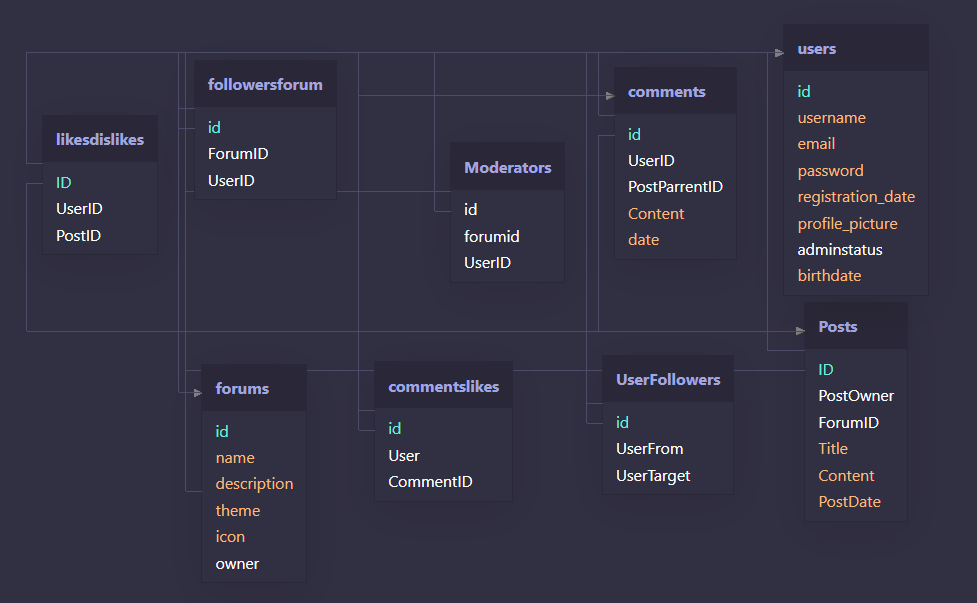 users
id
username
email
password
registration_date
profile_picture
adminstatus
birthdate
followersforum
id
ForumID
UserID
comments
id
UserID
PostParrentID
Content
date
likesdislikes
ID
UserID
PostID
Moderators
id
forumid
UserID
Posts
ID
PostOwner
ForumID
Title
Content
PostDate
forums
id
name
description
theme
icon
owner
commentslikes
id
User
CommentID
UserFollowers
id
UserFrom
UserTarget